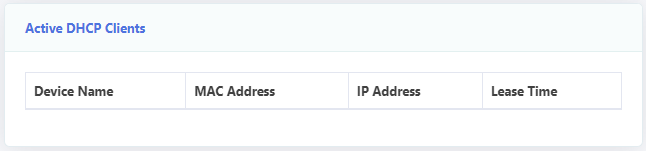 Active DHCP Clients
Device Name MAC Address IP Address Lease Time